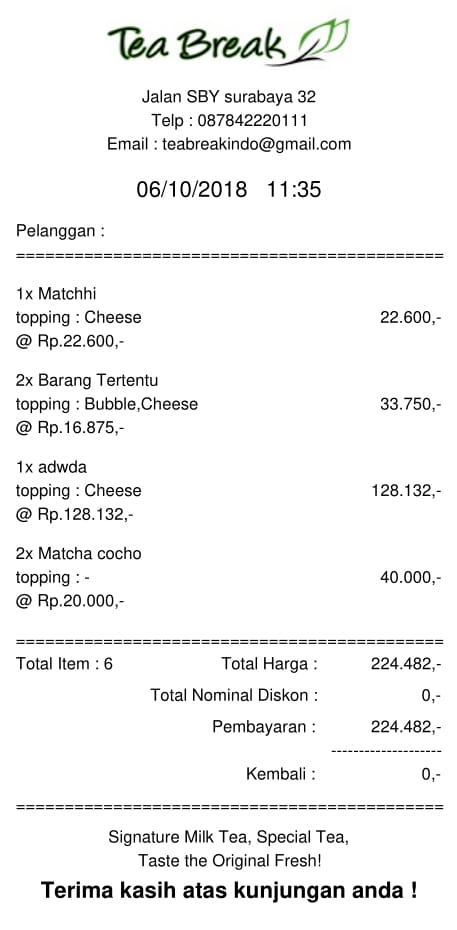 Tea Break
Jalan SBY surabaya 32
Telp : 087842220111
Email : teabreakindo@gmail.com
06/10/2018 11:35
Pelanggan :
============================================
1x Matchhi
topping : Cheese 22.600,-
@ Rp.22.600,-
2x Barang Tertentu
topping : Bubble,Cheese 33.750,-
@ Rp.16.875,-
1x adwda
topping : Cheese 128.132,-
@ Rp.128.132,-
2x Matcha cocho
topping : - 40.000,-
@ Rp.20.000,-
============================================
Total Item : 6 Total Harga : 224.482,-
Total Nominal Diskon : 0,-
Pembayaran : 224.482,-
--------------------
Kembali : 0,-
============================================
Signature Milk Tea, Special Tea,
Taste the Original Fresh!
Terima kasih atas kunjungan anda !